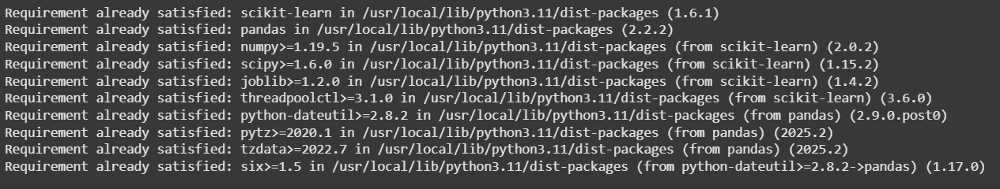 Requirement already satisfied: scikit-learn in /usr/local/lib/python3.11/dist-packages (1.6.1)
Requirement already satisfied: pandas in /usr/local/lib/python3.11/dist-packages (2.2.2)
Requirement already satisfied: numpy>=1.19.5 in /usr/local/lib/python3.11/dist-packages (from scikit-learn) (2.0.2)
Requirement already satisfied: scipy>=1.6.0 in /usr/local/lib/python3.11/dist-packages (from scikit-learn) (1.15.2)
Requirement already satisfied: joblib>=1.2.0 in /usr/local/lib/python3.11/dist-packages (from scikit-learn) (1.4.2)
Requirement already satisfied: threadpoolctl>=3.1.0 in /usr/local/lib/python3.11/dist-packages (from scikit-learn) (3.6.0)
Requirement already satisfied: python-dateutil>=2.8.2 in /usr/local/lib/python3.11/dist-packages (from pandas) (2.9.0.post0)
Requirement already satisfied: pytz>=2020.1 in /usr/local/lib/python3.11/dist-packages (from pandas) (2025.2)
Requirement already satisfied: tzdata>=2022.7 in /usr/local/lib/python3.11/dist-packages (from pandas) (2025.2)
Requirement already satisfied: six>=1.5 in /usr/local/lib/python3.11/dist-packages (from python-dateutil>=2.8.2->pandas) (1.17.0)